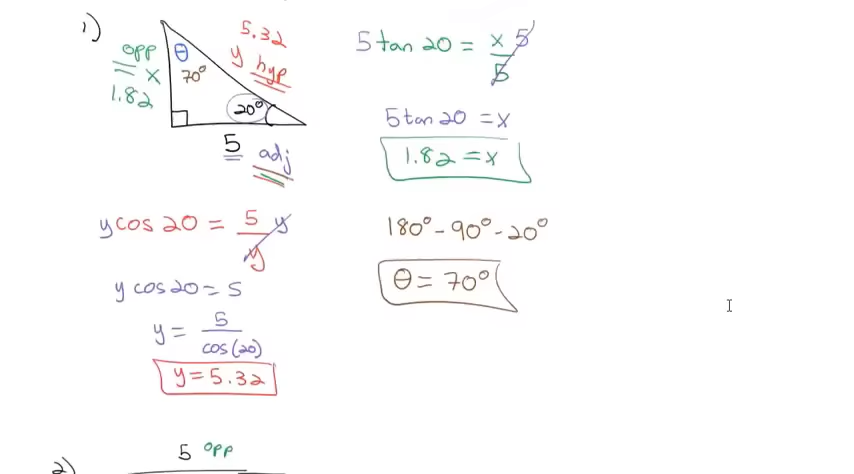 1)
opp
x
1.82
θ
70°
5.32
y hyp
20°
5 adj
5 tan 20 = x/5 5
5 tan 20 = x
1.82 = x
y cos 20 = 5/y y
y cos 20 = 5
y = 5/cos(20)
y = 5.32
180° - 90° - 20°
θ = 70°
2)
5 opp